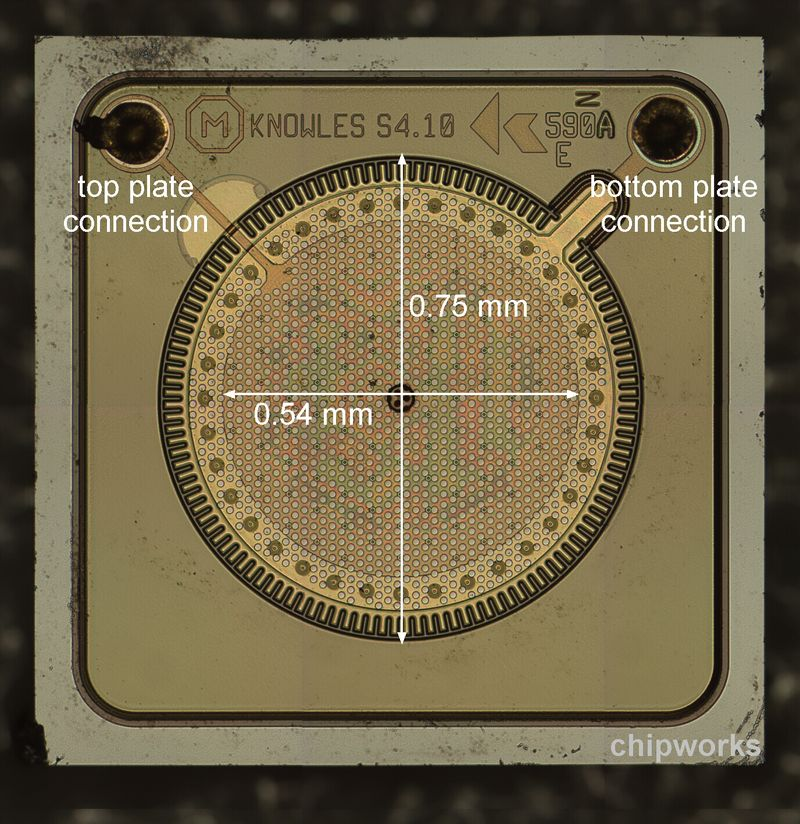 M KNOWLES S4.10
590A
N
E
top plate
connection
bottom plate
connection
0.75 mm
0.54 mm
chipworks